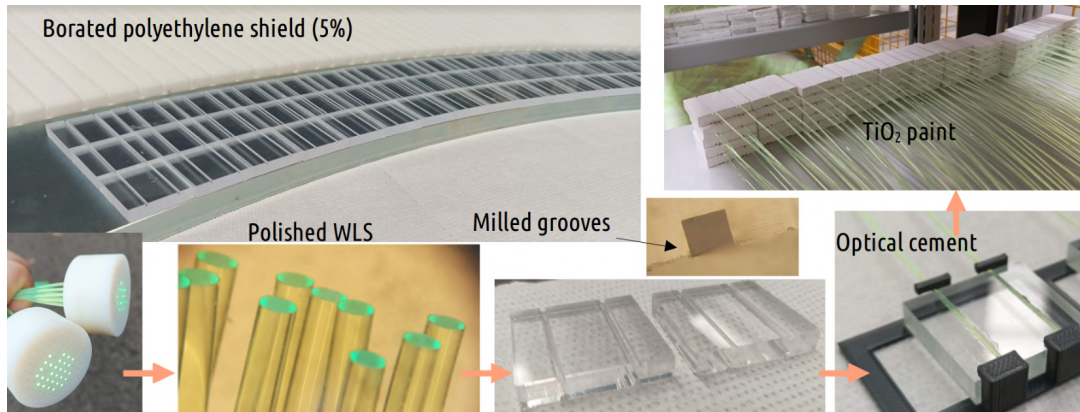 Borated polyethylene shield (5%)
TiO₂ paint
Polished WLS
Milled grooves
Optical cement